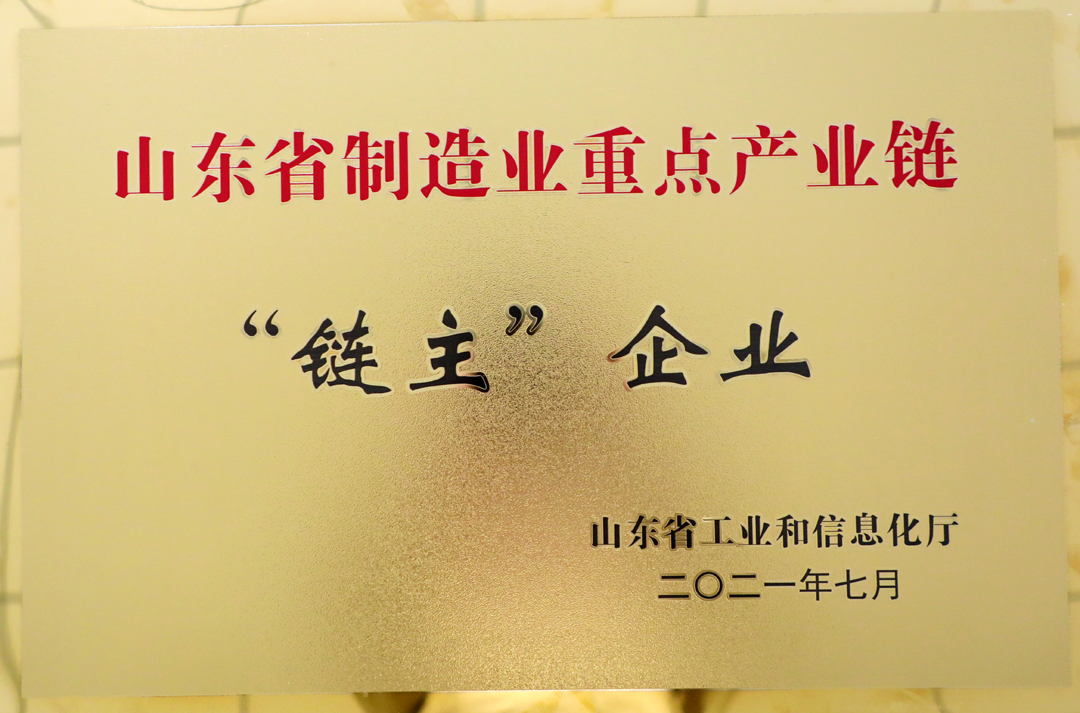 山东省制造业重点产业链
“链主”企业
山东省工业和信息化厅
二〇二一年七月